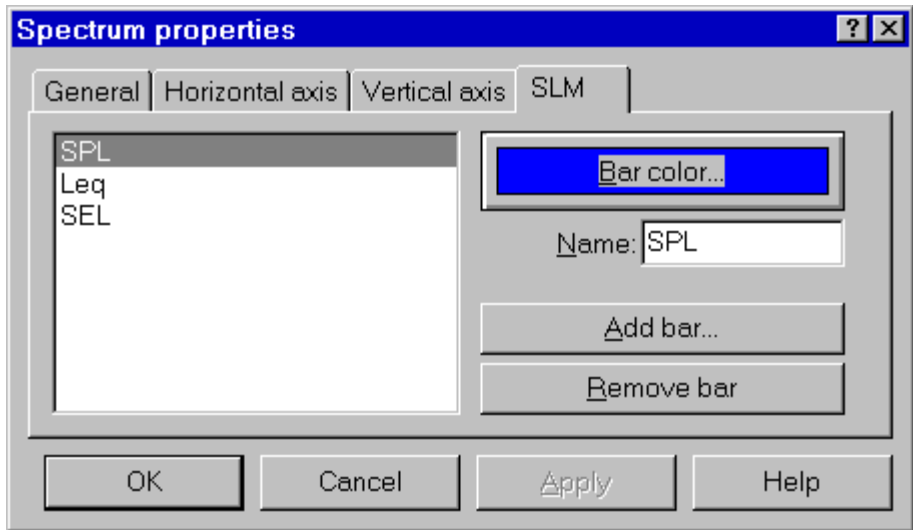 Spectrum properties
General Horizontal axis Vertical axis SLM
SPL
Leq
SEL
Bar color...
Name: SPL
Add bar...
Remove bar
OK Cancel Apply Help